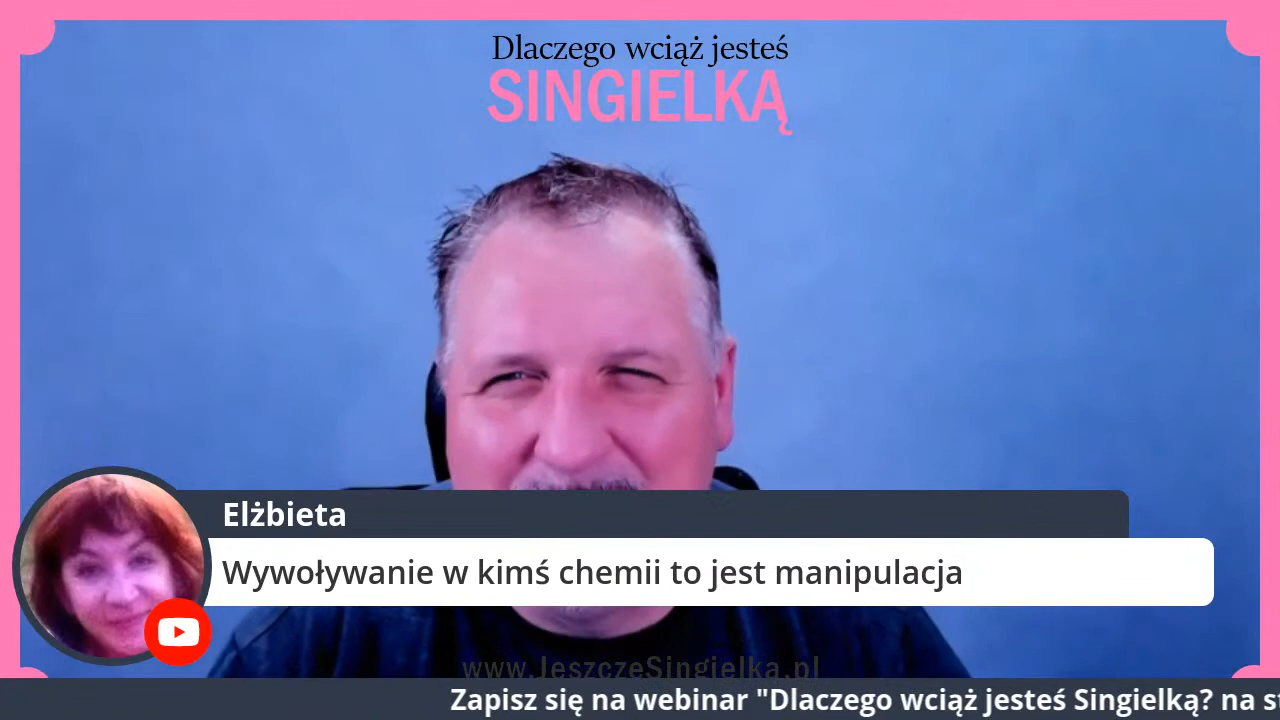 Dlaczego wciąż jesteś
SINGIELKĄ
Elżbieta
Wywoływanie w kimś chemii to jest manipulacja
www.JeszczeSingielka.pl
Zapisz się na webinar "Dlaczego wciąż jesteś Singielką? na